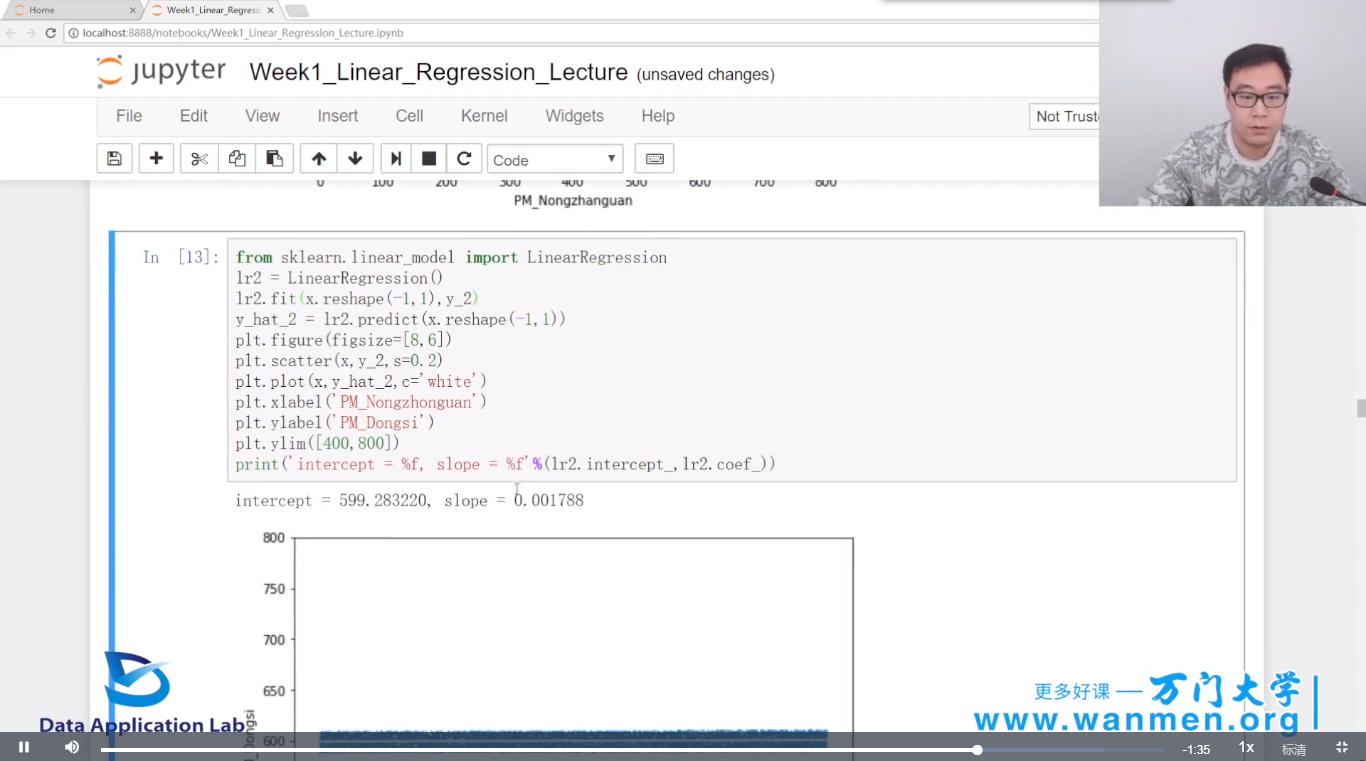 Home
Week1_Linear_Regress
localhost:8888/notebooks/Week1_Linear_Regression_Lecture.ipynb
jupyter Week1_Linear_Regression_Lecture (unsaved changes)
File Edit View Insert Cell Kernel Widgets Help
Not Trust
Code
0 100 200 300 400 500 600 700 800
PM_Nongzhanguan
In [13]:
from sklearn.linear_model import LinearRegression
lr2 = LinearRegression()
lr2.fit(x.reshape(-1,1),y_2)
y_hat_2 = lr2.predict(x.reshape(-1,1))
plt.figure(figsize=[8,6])
plt.scatter(x,y_2,s=0.2)
plt.plot(x,y_hat_2,c='white')
plt.xlabel('PM_Nongzhonguan')
plt.ylabel('PM_Dongsi')
plt.ylim([400,800])
print('intercept = %f, slope = %f'%(lr2.intercept_,lr2.coef_))
intercept = 599.283220, slope = 0.001788
800
750
700
650
600
Data Application Lab
更多好课 — 万门大学
www.wanmen.org
-1:35 1x 标清